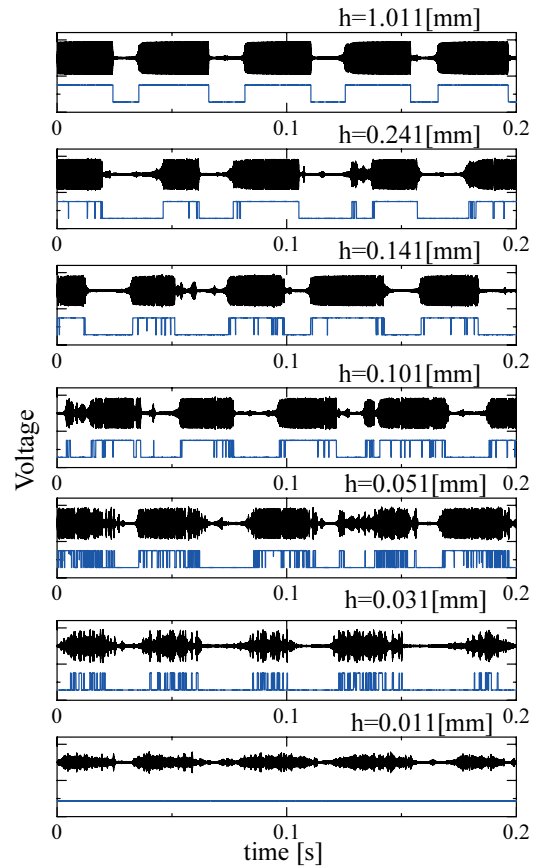 h=1.011[mm]
0 0.1 0.2
h=0.241[mm]
0 0.1 0.2
h=0.141[mm]
0 0.1 0.2
h=0.101[mm]
0 0.1 0.2
h=0.051[mm]
0 0.1 0.2
h=0.031[mm]
0 0.1 0.2
h=0.011[mm]
0 0.1 0.2
time [s]
Voltage